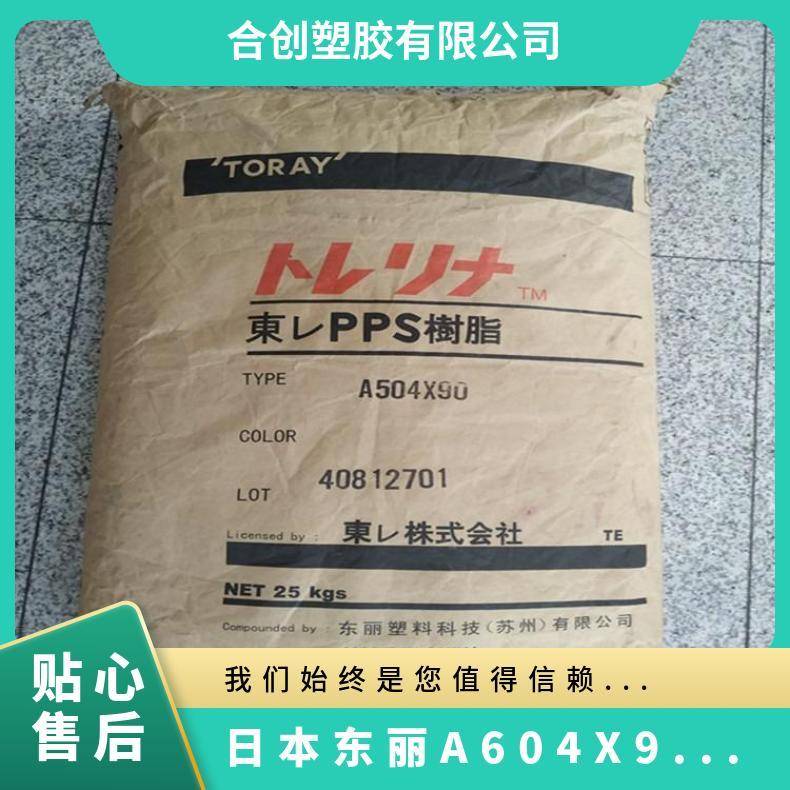 合创塑胶有限公司
TORAY
トレリナ TM
東レPPS樹脂
TYPE A504X90
COLOR
LOT 40812701
Licensed by : 東レ株式会社 TE
NET 25 kgs
Compounded by : 东丽塑料科技(苏州)有限公司
贴心
售后
我们始终是您值得信赖...
日本东丽A604X9...